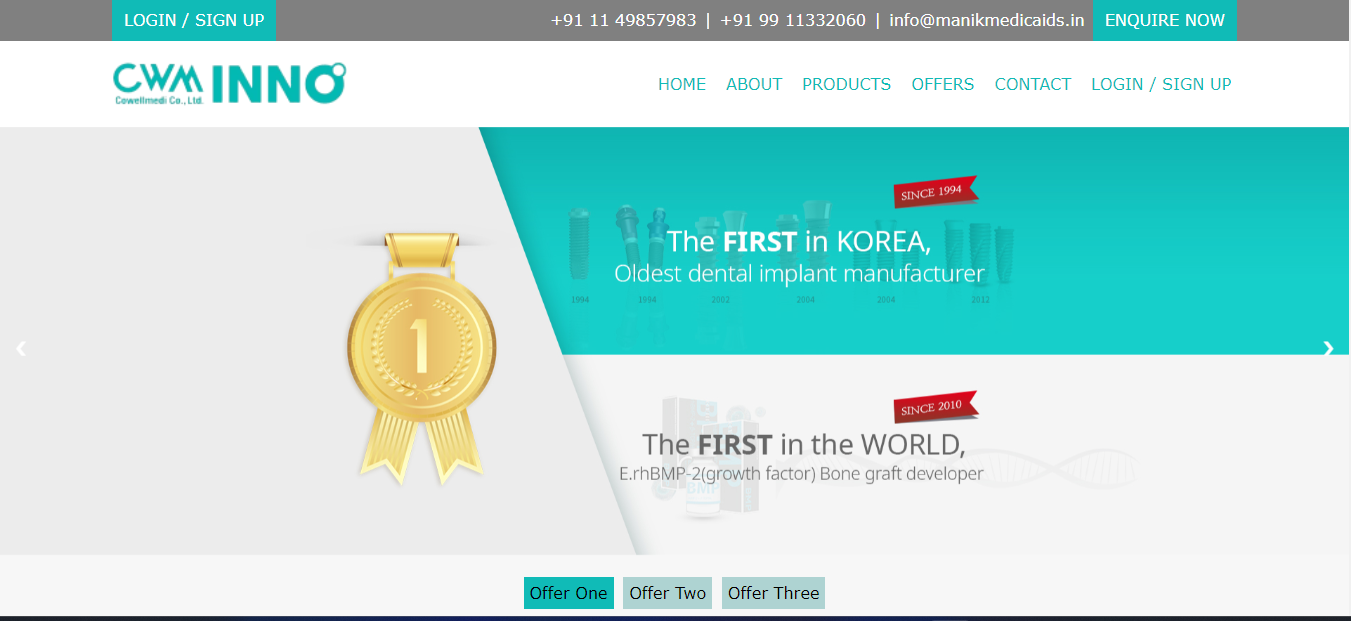 LOGIN / SIGN UP
+91 11 49857983 | +91 99 11332060 | info@manikmedicaids.in
ENQUIRE NOW
CWM INNO
Cowellmedi Co., Ltd.
HOME ABOUT PRODUCTS OFFERS CONTACT LOGIN / SIGN UP
SINCE 1994
The FIRST in KOREA,
Oldest dental implant manufacturer
1994 1994 2002 2004 2004 2012
1
SINCE 2010
The FIRST in the WORLD,
E.rhBMP-2(growth factor) Bone graft developer
BMP
Offer One Offer Two Offer Three